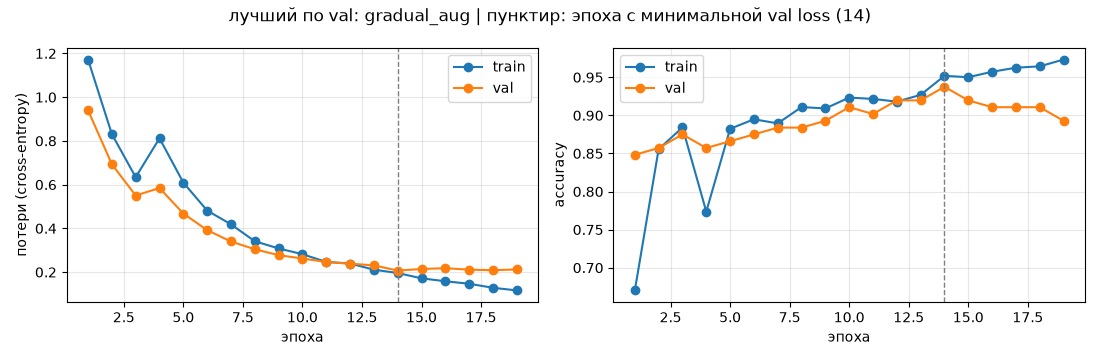 лучший по val: gradual_aug | пунктир: эпоха с минимальной val loss (14)
потери (cross-entropy)
1.2
1.0
0.8
0.6
0.4
0.2
train
val
2.5 5.0 7.5 10.0 12.5 15.0 17.5
эпоха
accuracy
0.95
0.90
0.85
0.80
0.75
0.70
train
val
2.5 5.0 7.5 10.0 12.5 15.0 17.5
эпоха